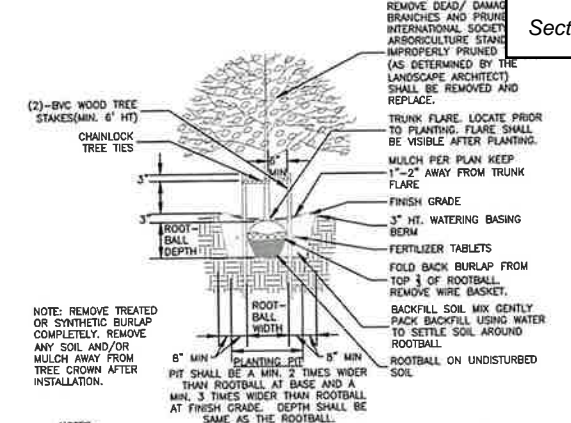 REMOVE DEAD/ DAMAG
BRANCHES AND PRUNE
INTERNATIONAL SOCIETY
ARBORICULTURE STAND
IMPROPERLY PRUNED
(AS DETERMINED BY THE
LANDSCAPE ARCHITECT)
SHALL BE REMOVED AND
REPLACE.
Sect
(2)-BVC WOOD TREE
STAKES(MIN. 6' HT)
CHAINLOCK
TREE TIES
6"
MIN
TRUNK FLARE. LOCATE PRIOR
TO PLANTING. FLARE SHALL
BE VISIBLE AFTER PLANTING.
MULCH PER PLAN KEEP
1"-2" AWAY FROM TRUNK
FLARE
3"
3"
FINISH GRADE
3" HT. WATERING BASING
BERM
ROOT-
BALL
DEPTH
FERTILIZER TABLETS
FOLD BACK BURLAP FROM
TOP OF ROOTBALL.
REMOVE WIRE BASKET.
BACKFILL SOIL MIX GENTLY
PACK BACKFILL USING WATER
TO SETTLE SOIL AROUND
ROOTBALL
ROOTBALL ON UNDISTURBED
SOIL
NOTE: REMOVE TREATED
OR SYNTHETIC BURLAP
COMPLETELY. REMOVE
ANY SOIL AND/OR
MULCH AWAY FROM
TREE CROWN AFTER
INSTALLATION.
ROOT-
BALL
WIDTH
MIN
MIN
PLANTING PIT
PIT SHALL BE A MIN. 2 TIMES WIDER
THAN ROOTBALL AT BASE AND A
MIN. 3 TIMES WIDER THAN ROOTBALL
AT FINISH GRADE. DEPTH SHALL BE
SAME AS THE ROOTBALL.